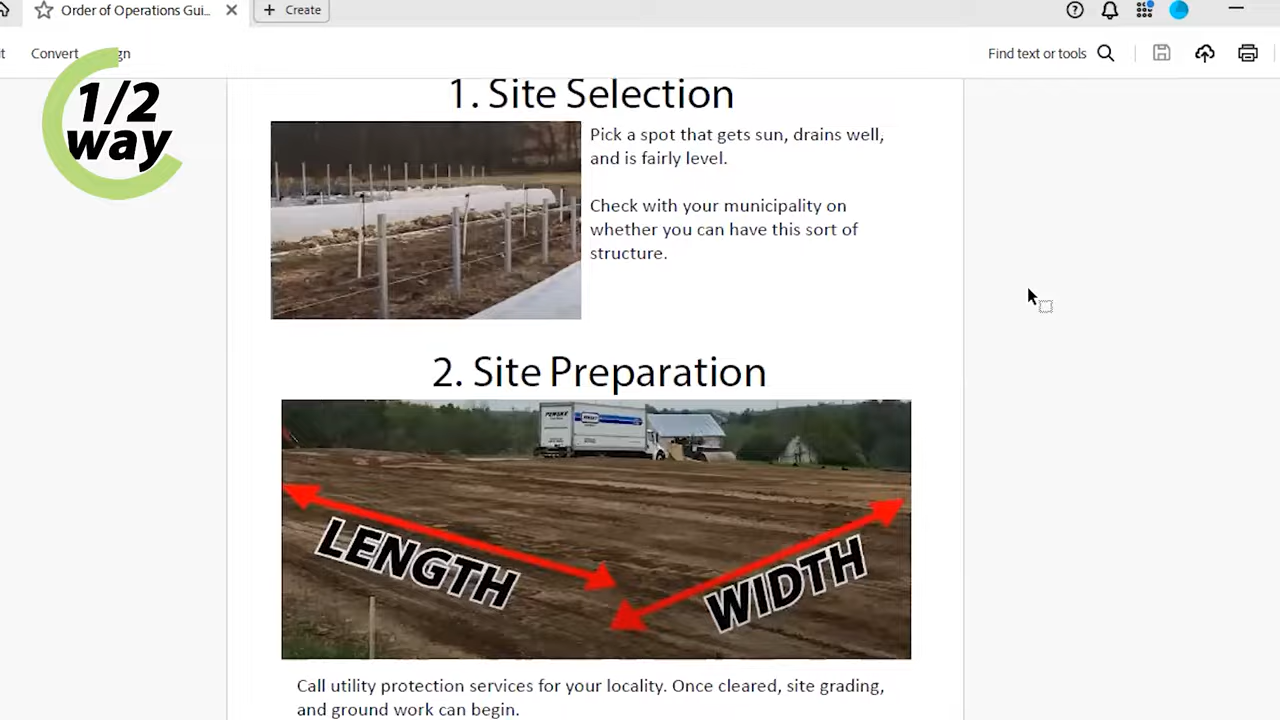 Order of Operations Gui...
Create
Convert
Find text or tools
1/2
way
1. Site Selection
Pick a spot that gets sun, drains well,
and is fairly level.
Check with your municipality on
whether you can have this sort of
structure.
2. Site Preparation
PENSKE
LENGTH
WIDTH
Call utility protection services for your locality. Once cleared, site grading,
and ground work can begin.